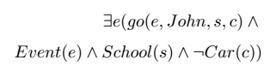 ∃e(go(e, John, s, c) ∧
Event(e) ∧ School(s) ∧ ¬Car(c))